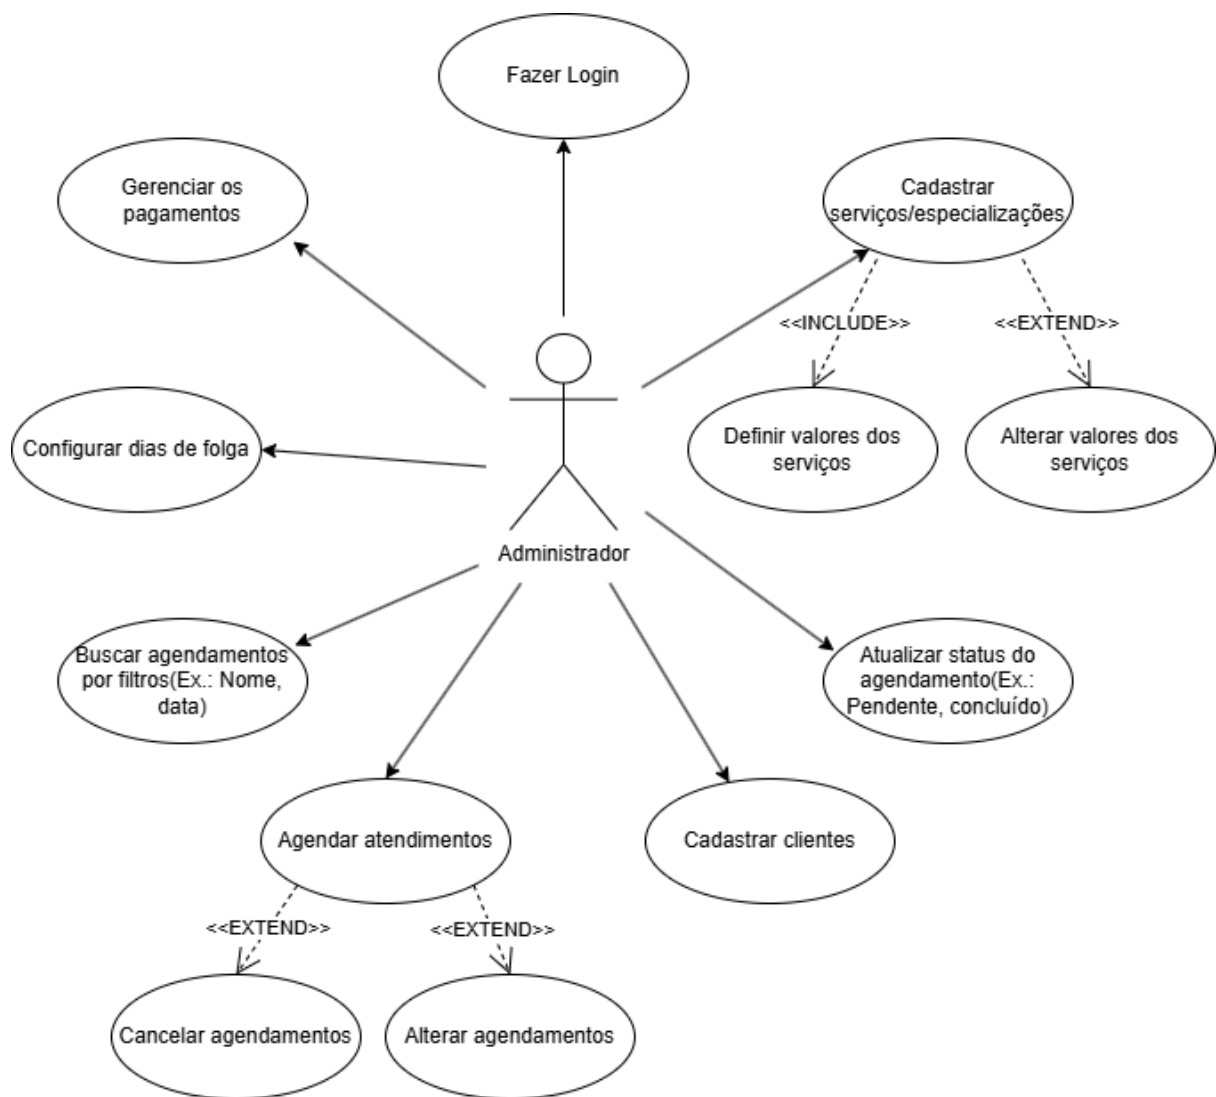 Fazer Login
Gerenciar os
pagamentos
Cadastrar
serviços/especializações
<<INCLUDE>>
<<EXTEND>>
Definir valores dos
serviços
Alterar valores dos
serviços
Configurar dias de folga
Administrador
Buscar agendamentos
por filtros(Ex.: Nome,
data)
Atualizar status do
agendamento(Ex.:
Pendente, concluído)
Agendar atendimentos
Cadastrar clientes
<<EXTEND>>
<<EXTEND>>
Cancelar agendamentos
Alterar agendamentos